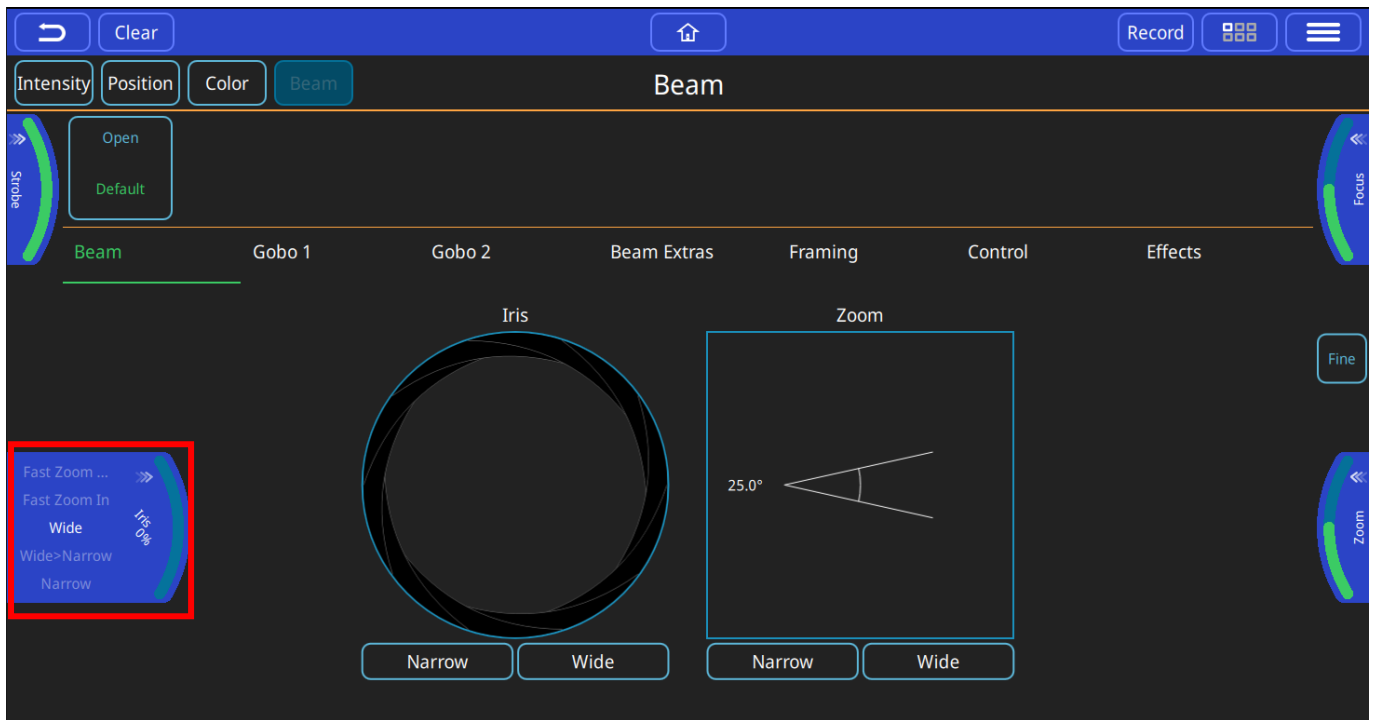 Clear
Record
Intensity
Position
Color
Beam
Beam
Open
Default
Strobe
Focus
Beam
Gobo 1
Gobo 2
Beam Extras
Framing
Control
Effects
Iris
Zoom
Fine
Fast Zoom ...
Fast Zoom In
Wide
Wide>Narrow
Narrow
Iris
0%
25.0°
Zoom
Narrow
Wide
Narrow
Wide